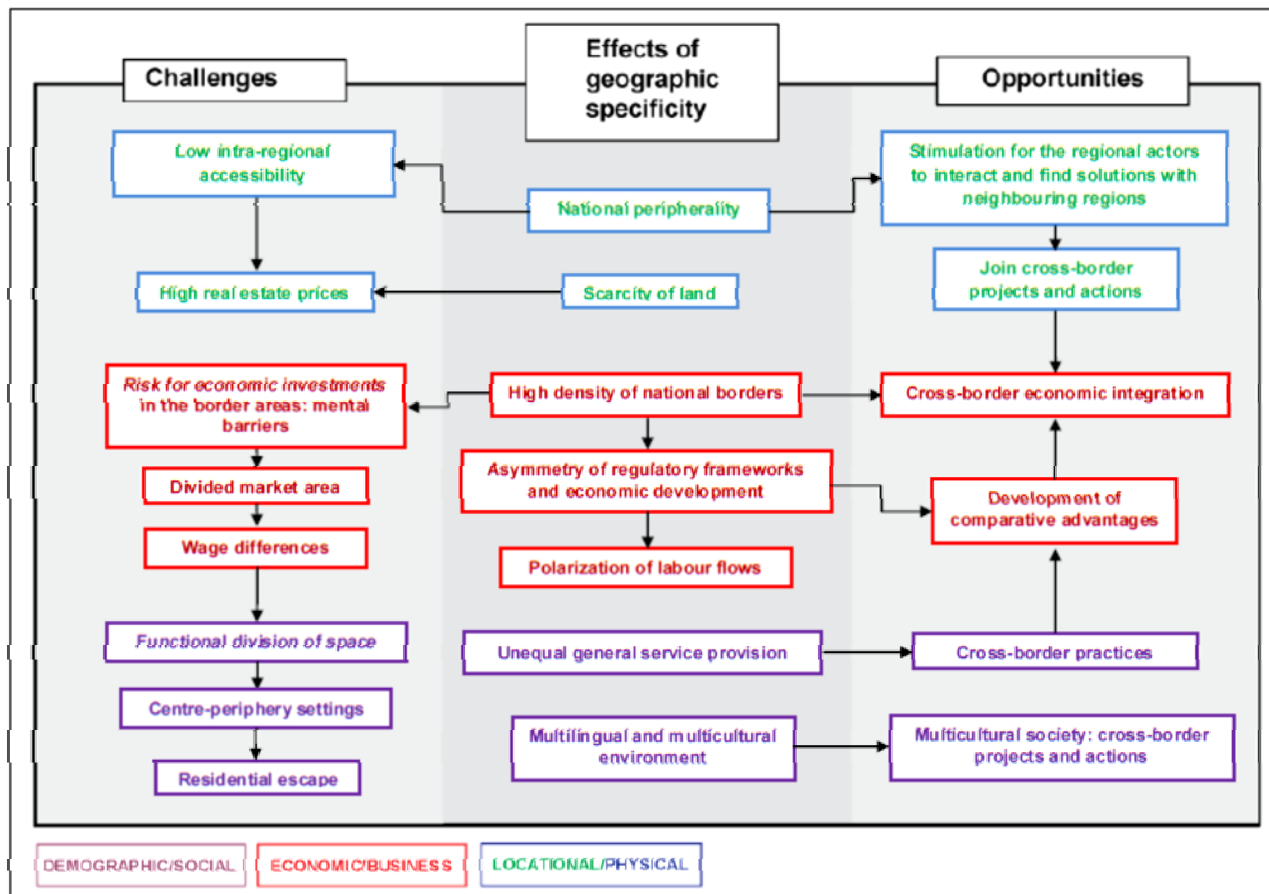 Effects of
geographic
specificity
Challenges
Opportunities
Low intra-regional
accessibility
National peripherality
Stimulation for the regional actors
to interact and find solutions with
neighbouring regions
High real estate prices
Scarcity of land
Join cross-border
projects and actions
Risk for economic investments
in the border areas: mental
barriers
High density of national borders
Cross-border economic integration
Divided market area
Asymmetry of regulatory frameworks
and economic development
Development of
comparative advantages
Wage differences
Polarization of labour flows
Functional division of space
Unequal general service provision
Cross-border practices
Centre-periphery settings
Multilingual and multicultural
environment
Multicultural society: cross-border
projects and actions
Residential escape
DEMOGRAPHIC/SOCIAL
ECONOMIC/BUSINESS
LOCATIONAL/PHYSICAL